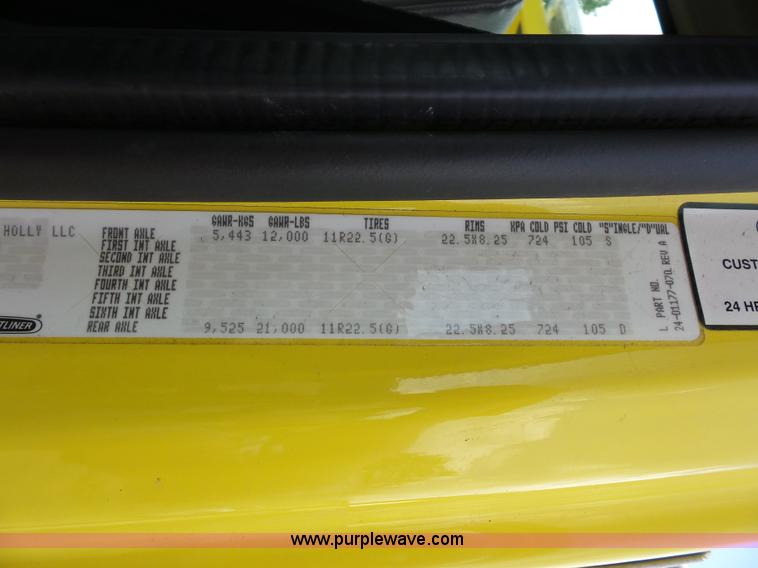 GAWR-KGS GAWR-LBS TIRES RIMS KPA COLD PSI COLD "S"INGLE/"D"UAL
HOLLY LLC
FRONT AXLE 5,443 12,000 11R22.5(G) 22.5X8.25 724 105 S
FIRST INT AXLE
SECOND INT AXLE
THIRD INT AXLE
FOURTH INT AXLE
FIFTH INT AXLE
SIXTH INT AXLE
REAR AXLE 9,525 21,000 11R22.5(G) 22.5X8.25 724 105 D
TLINER
L PART NO.
24-01177-070 REV A
CUST
24 HR
www.purplewave.com